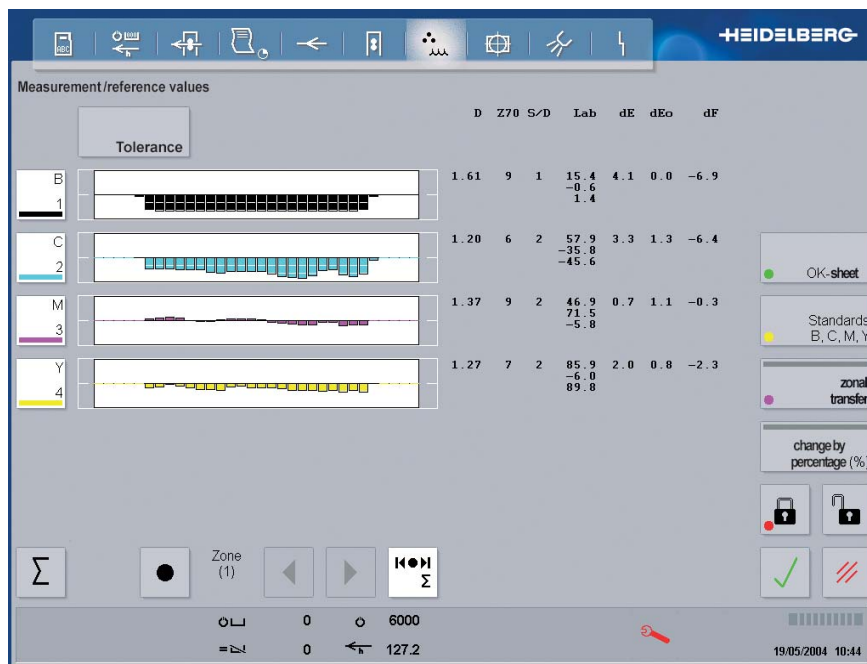 ABC
h
HEIDELBERG
Measurement/reference values
D Z70 S/D Lab dE dEo dF
Tolerance
B
1
1.61 9 1 15.4 4.1 0.0 -6.9
-0.6
1.4
C
2
1.20 6 2 57.9 3.3 1.3 -6.4
-35.8
-45.6
OK-sheet
M
3
1.37 9 2 46.9 0.7 1.1 -0.3
71.5
-5.8
Standards
B, C, M, Y
Y
4
1.27 7 2 85.9 2.0 0.8 -2.3
-6.0
89.8
zonal
transfer
change by
percentage (%)
Σ
Zone
(1)
Σ
0 6000
0 h 127.2
19/05/2004 10:44